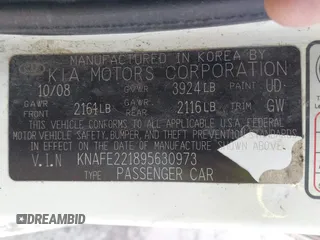 MANUFACTURED IN KOREA BY
KIA MOTORS CORPORATION
10/08 GVWR 3924LB PAINT UD
GAWR FRONT 2161LB GAWR REAR 2116LB TRIM GW
THIS VEHICLE CONFORMS TO ALL APPLICABLE U.S.A FEDERAL
MOTOR VEHICLE SAFETY, BUMPER, AND THEFT PREVENTION STANDARDS
IN EFFECT ON THE DATE OF MANUFACTURE SHOWN ABOVE.
V.I.N KNAFE221895630973
TYPE PASSENGER CAR
DREAMBID.COM